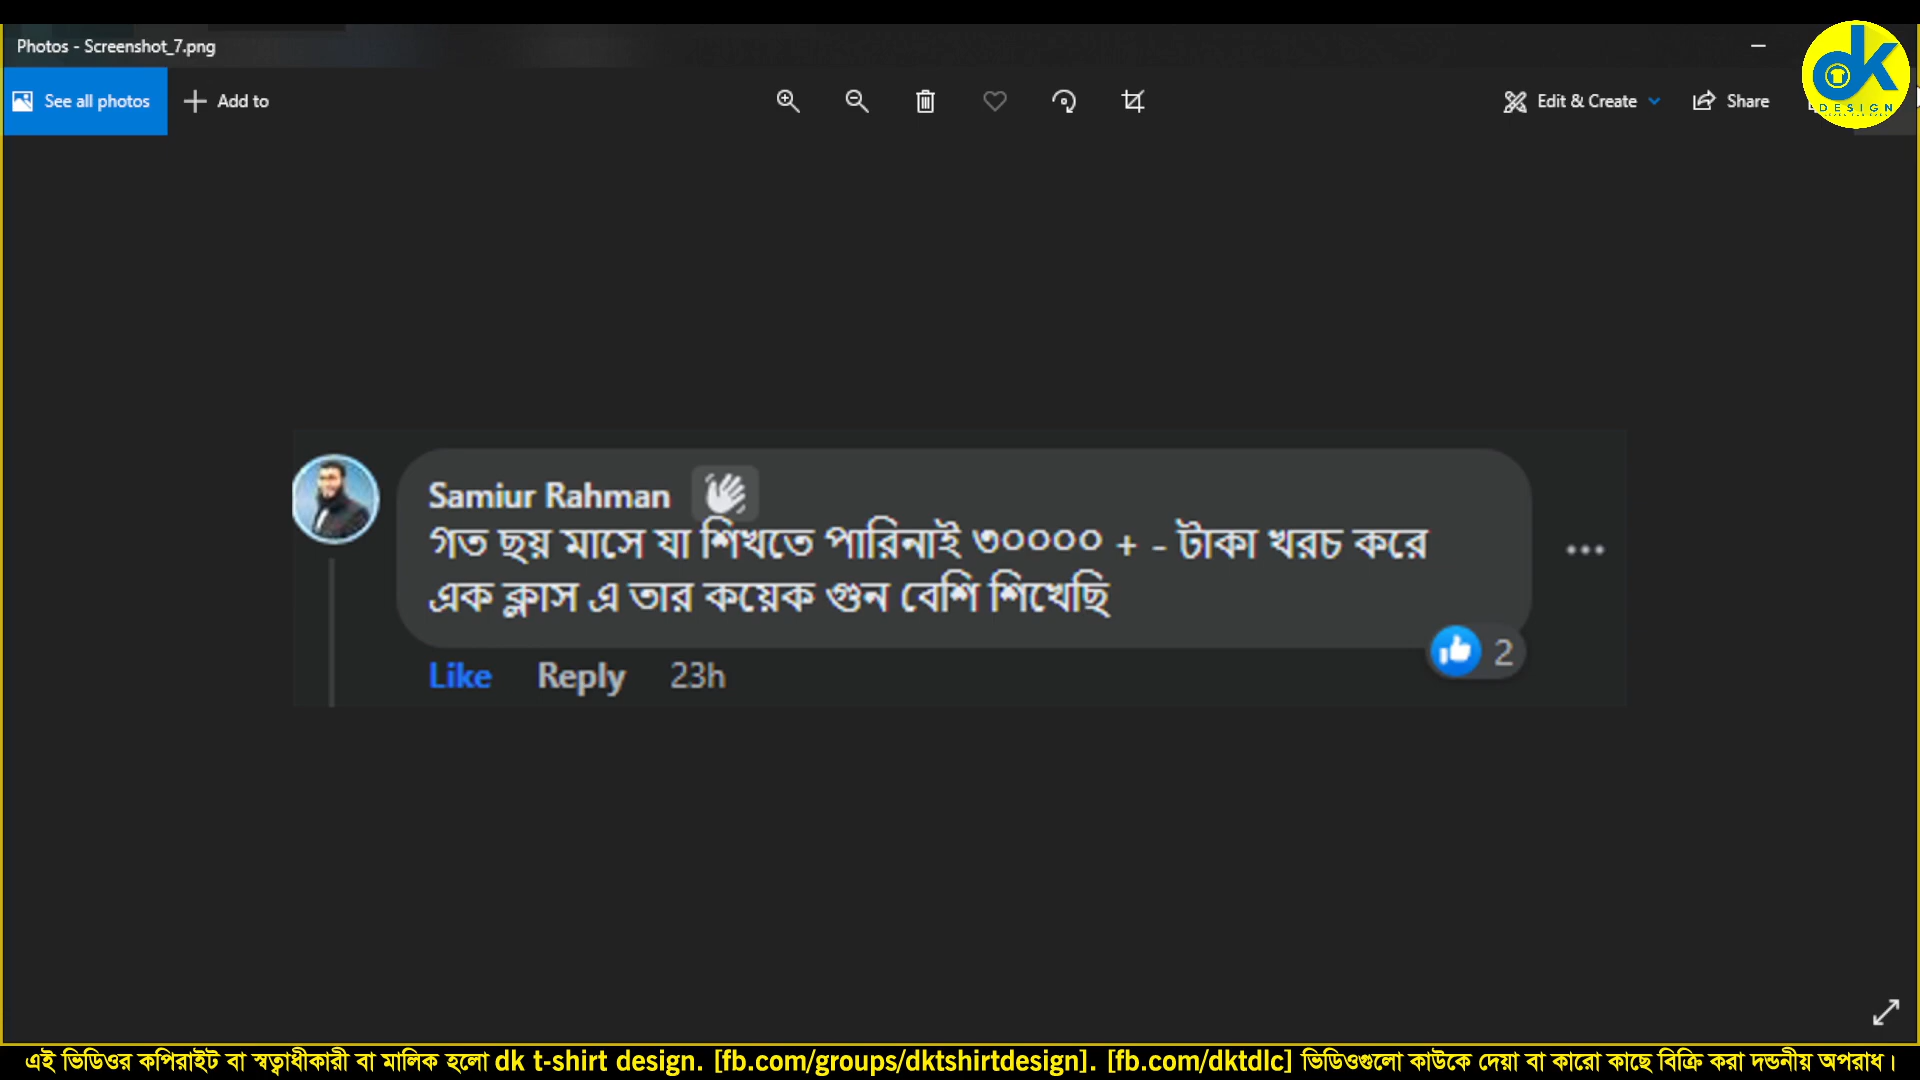 Photos - Screenshot_7.png
See all photos
Add to
Edit & Create
Share
dk
DESIGN
Samiur Rahman
গত ছয় মাসে যা শিখতে পারিনাই ৩০০০০ + - টাকা খরচ করে
এক ক্লাস এ তার কয়েক গুন বেশি শিখেছি
2
Like Reply 23h
এই ভিডিওর কপিরাইট বা স্বত্বাধীকারী বা মালিক হলো dk t-shirt design. [fb.com/groups/dktshirtdesign]. [fb.com/dktdlc] ভিডিওগুলো কাউকে দেয়া বা কারো কাছে বিক্রি করা দন্ডনীয় অপরাধ।